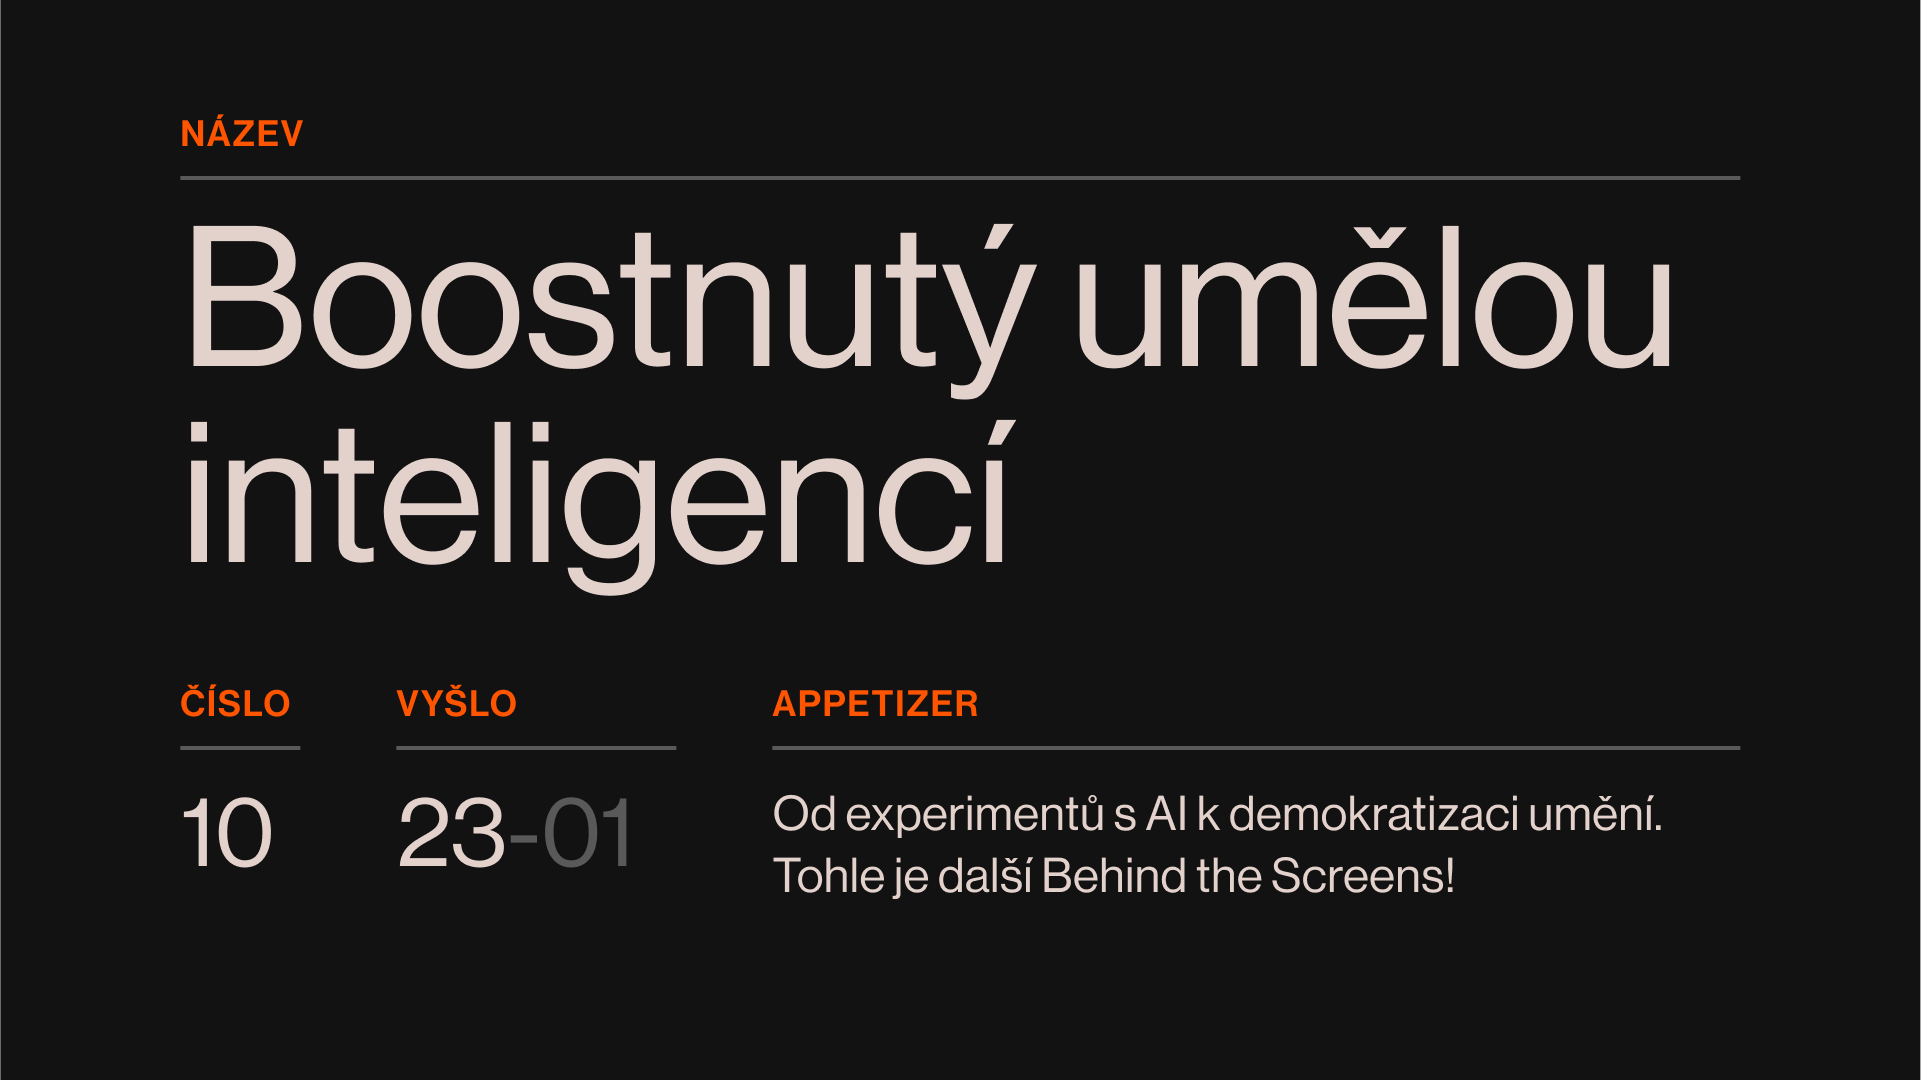 NÁZEV
Boostnutý umělou
inteligencí
ČÍSLO
10
VYŠLO
23-01
APPETIZER
Od experimentů s AI k demokratizaci umění.
Tohle je další Behind the Screens!